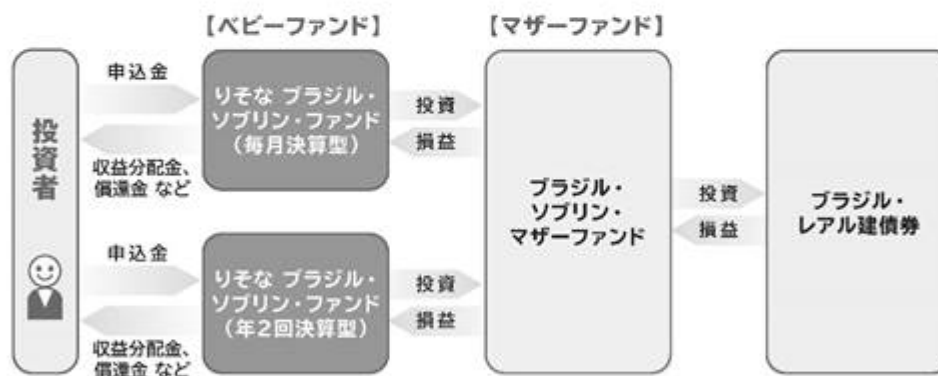 【ベビーファンド】
【マザーファンド】
投資者
申込金
収益分配金、
償還金 など
りそな ブラジル・
ソブリン・ファンド
（毎月決算型）
投資
損益
申込金
収益分配金、
償還金 など
りそな ブラジル・
ソブリン・ファンド
（年2回決算型）
投資
損益
ブラジル・
ソブリン・
マザーファンド
投資
損益
ブラジル・
レアル建債券